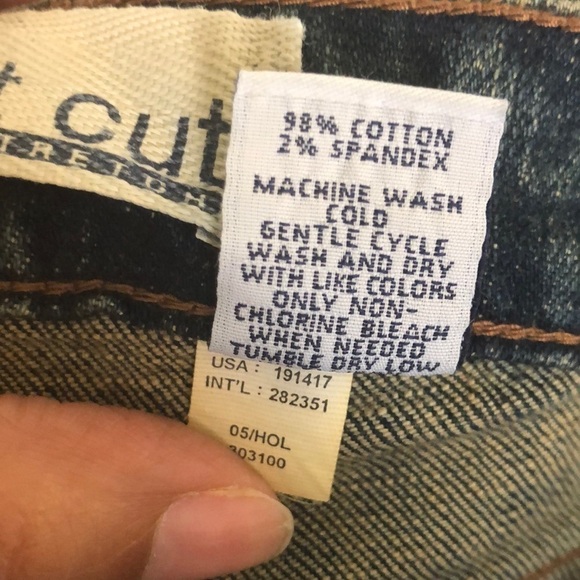 cut
STRETCH
98% COTTON
2% SPANDEX
MACHINE WASH
COLD
GENTLE CYCLE
WASH AND DRY
WITH LIKE COLORS
ONLY NON-
CHLORINE BLEACH
WHEN NEEDED
TUMBLE DRY LOW
USA : 191417
INT'L : 282351
05/HOL